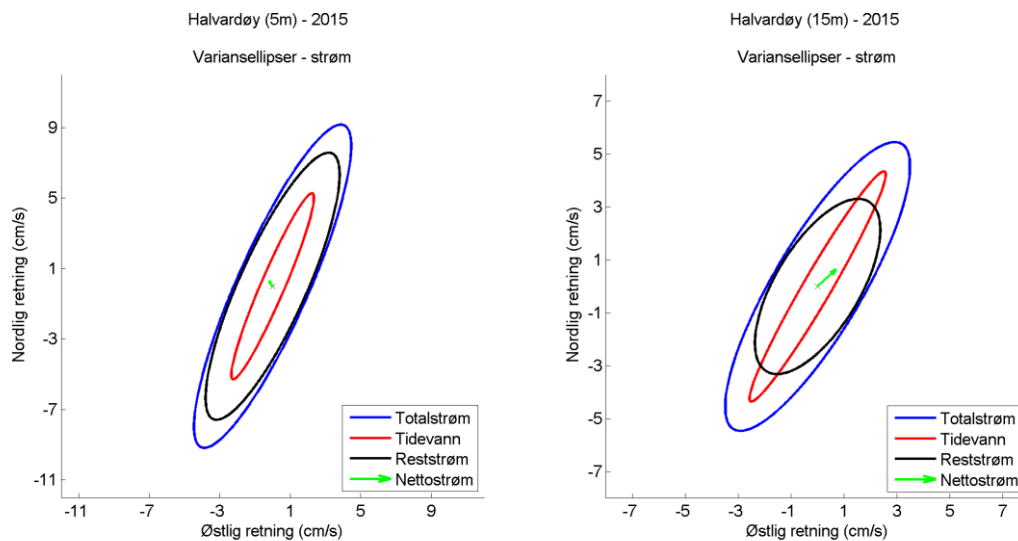 Halvardøy (5m) - 2015
Variansellipser - strøm
Nordlig retning (cm/s)
9
5
1
-3
-7
-11
-11
-7
-3
1
5
9
Østlig retning (cm/s)
Totalstrøm
Tidevann
Reststrøm
Nettostrøm
Halvardøy (15m) - 2015
Variansellipser - strøm
Nordlig retning (cm/s)
7
5
3
1
-1
-3
-5
-7
-7
-5
-3
-1
1
3
5
7
Østlig retning (cm/s)
Totalstrøm
Tidevann
Reststrøm
Nettostrøm